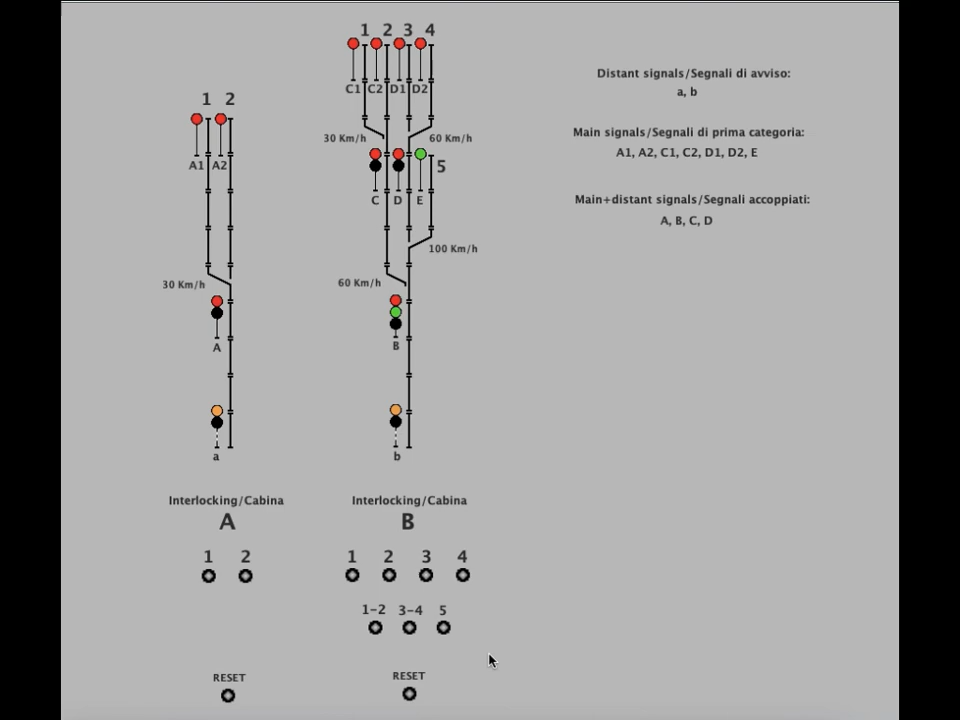 1 2 3 4
C1 C2 D1 D2
Distant signals/Segnali di avviso:
a, b
1 2
30 Km/h 60 Km/h
Main signals/Segnali di prima categoria:
A1, A2, C1, C2, D1, D2, E
A1 A2
5
C D E
Main+distant signals/Segnali accoppiati:
A, B, C, D
100 Km/h
30 Km/h
60 Km/h
A
B
a
b
Interlocking/Cabina
A
1 2
Interlocking/Cabina
B
1 2 3 4
1-2 3-4 5
RESET
RESET